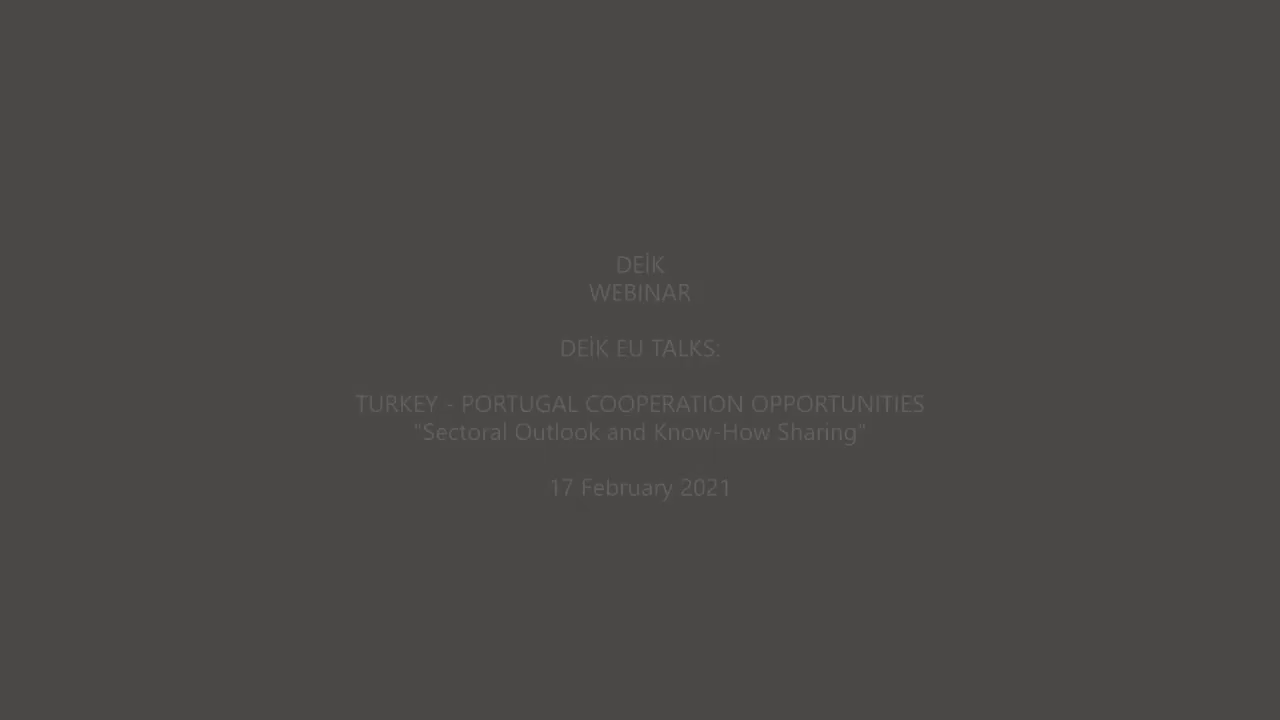 DEİK
WEBINAR
DEİK EU TALKS:
TURKEY - PORTUGAL COOPERATION OPPORTUNITIES
"Sectoral Outlook and Know-How Sharing"
17 February 2021